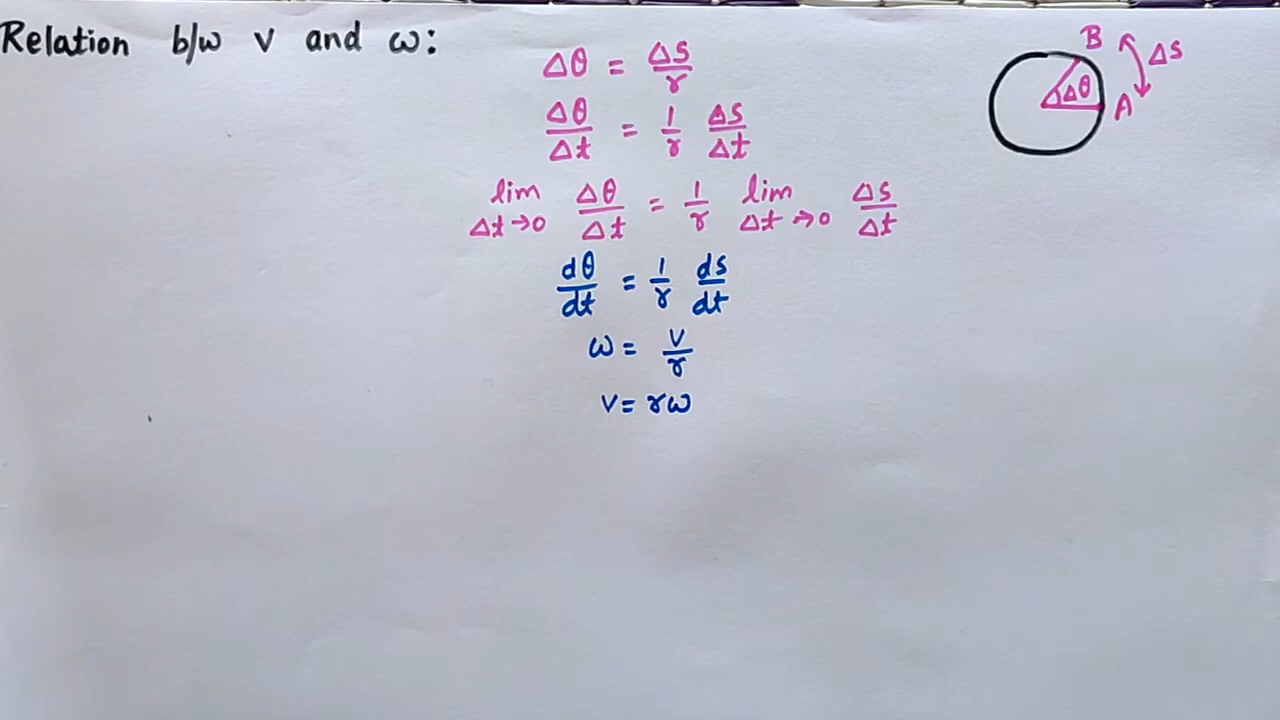 Relation b/w v and ω:
Δθ = Δs/r
Δθ/Δt = 1/r Δs/Δt
lim Δt→0 Δθ/Δt = 1/r lim Δt→0 Δs/Δt
dθ/dt = 1/r ds/dt
ω = v/r
v = rω
B
Δs
Δθ
A